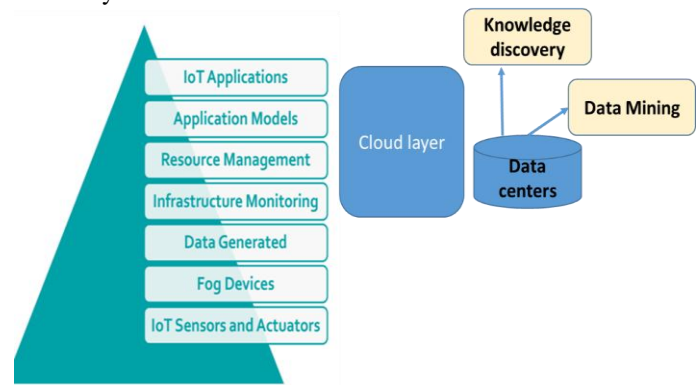 IoT Applications
Application Models
Resource Management
Infrastructure Monitoring
Data Generated
Fog Devices
IoT Sensors and Actuators
Cloud layer
Knowledge
discovery
Data Mining
Data
centers